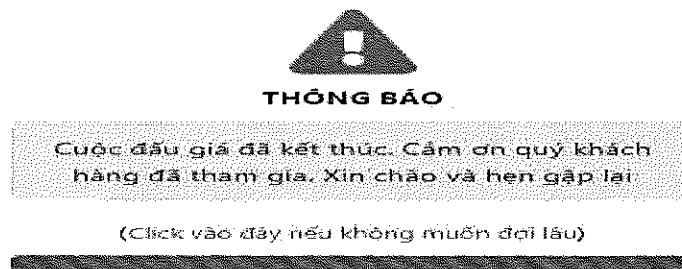 THÔNG BÁO
Cuộc đấu giá đã kết thúc. Cảm ơn quý khách
hàng đã tham gia. Xin chào và hẹn gặp lại
(Click vào đây nếu không muốn đợi lâu)